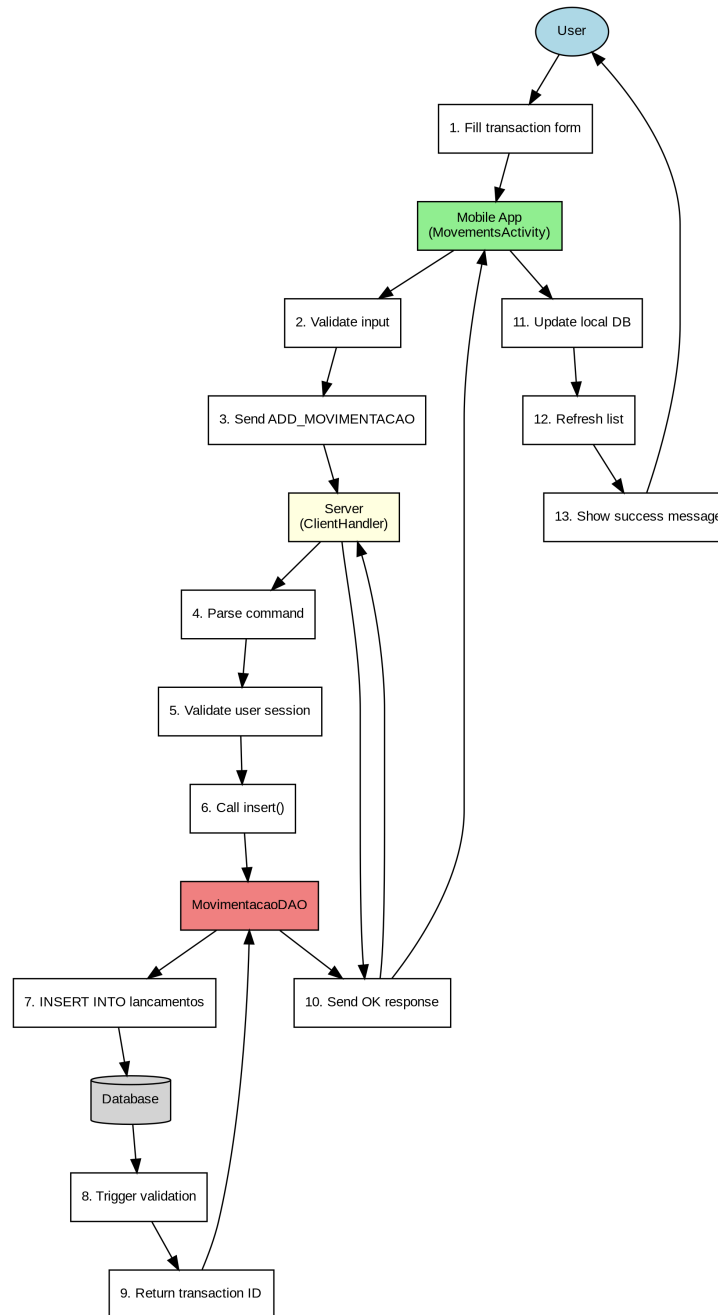 User
1. Fill transaction form
Mobile App
(MovementsActivity)
2. Validate input
11. Update local DB
3. Send ADD_MOVIMENTACAO
12. Refresh list
Server
(ClientHandler)
13. Show success message
4. Parse command
5. Validate user session
6. Call insert()
MovimentacaoDAO
7. INSERT INTO lancamentos
10. Send OK response
Database
8. Trigger validation
9. Return transaction ID